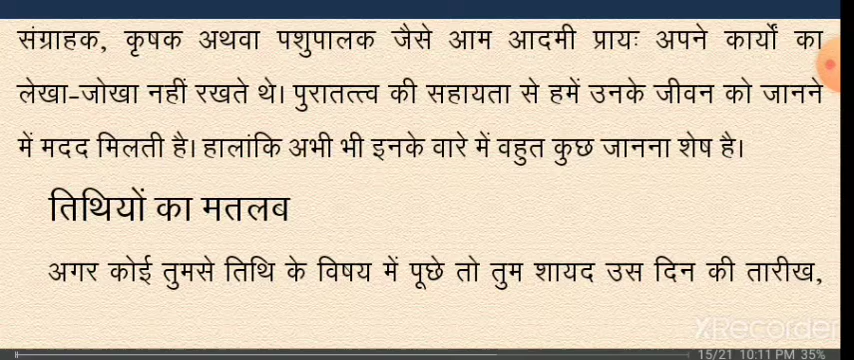 संग्राहक, कृषक अथवा पशुपालक जैसे आम आदमी प्रायः अपने कार्यों का
लेखा-जोखा नहीं रखते थे। पुरातत्त्व की सहायता से हमें उनके जीवन को जानने
में मदद मिलती है। हालांकि अभी भी इनके वारे में वहुत कुछ जानना शेष है।
तिथियों का मतलब
अगर कोई तुमसे तिथि के विषय में पूछे तो तुम शायद उस दिन की तारीख,
XRecorder
15/21 10:11 PM 35%